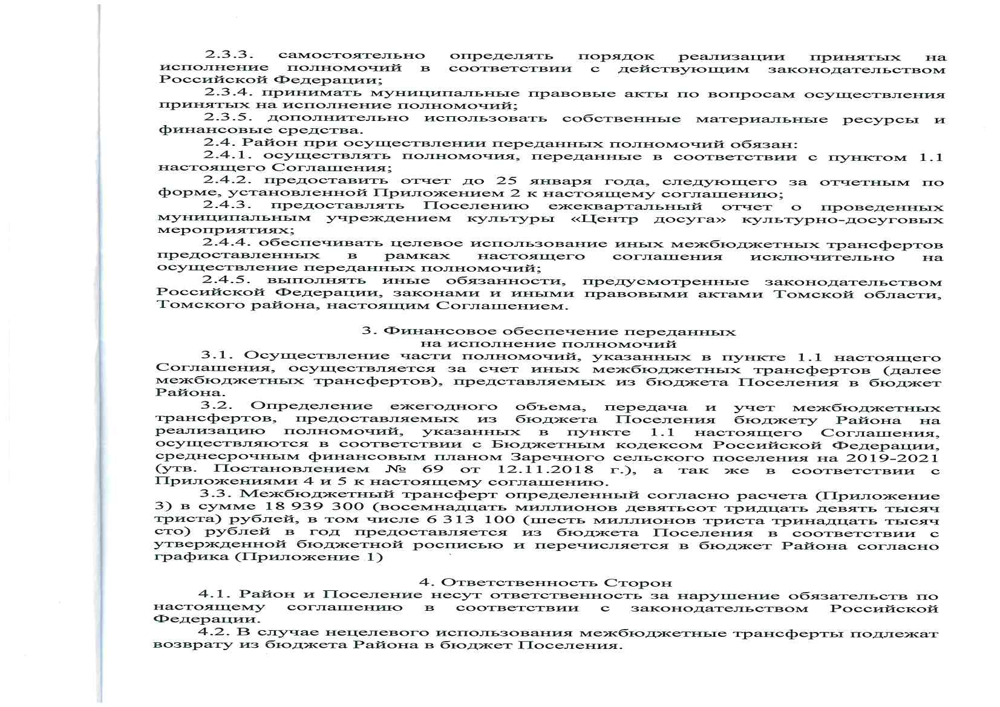 2.3.3. самостоятельно определять порядок реализации принятых на
исполнение полномочий в соответствии с действующим законодательством
Российской Федерации;
2.3.4. принимать муниципальные правовые акты по вопросам осуществления
принятых на исполнение полномочий;
2.3.5. дополнительно использовать собственные материальные ресурсы и
финансовые средства.
2.4. Район при осуществлении переданных полномочий обязан:
2.4.1. осуществлять полномочия, переданные в соответствии с пунктом 1.1
настоящего Соглашения;
2.4.2. предоставить отчет до 25 января года, следующего за отчетным по
форме, установленной Приложением 2 к настоящему соглашению;
2.4.3. предоставлять Поселению ежеквартальный отчет о проведенных
муниципальным учреждением культуры «Центр досуга» культурно-досуговых
мероприятиях;
2.4.4. обеспечивать целевое использование иных межбюджетных трансфертов
предоставленных в рамках настоящего соглашения исключительно на
осуществление переданных полномочий;
2.4.5. выполнять иные обязанности, предусмотренные законодательством
Российской Федерации, законами и иными правовыми актами Томской области,
Томского района, настоящим Соглашением.
3. Финансовое обеспечение переданных
на исполнение полномочий
3.1. Осуществление части полномочий, указанных в пункте 1.1 настоящего
Соглашения, осуществляется за счет иных межбюджетных трансфертов (далее
межбюджетных трансфертов), представляемых из бюджета Поселения в бюджет
Района.
3.2. Определение ежегодного объема, передача и учет межбюджетных
трансфертов, предоставляемых из бюджета Поселения бюджету Района на
реализацию полномочий, указанных в пункте 1.1 настоящего Соглашения,
осуществляются в соответствии с Бюджетным кодексом Российской Федерации,
среднесрочным финансовым планом Заречного сельского поселения на 2019-2021
(утв. Постановлением № 69 от 12.11.2018 г.), а так же в соответствии с
Приложениями 4 и 5 к настоящему соглашению.
3.3. Межбюджетный трансферт определенный согласно расчета (Приложение
3) в сумме 18 939 300 (восемнадцать миллионов девятьсот тридцать девять тысяч
триста) рублей, в том числе 6 313 100 (шесть миллионов триста тринадцать тысяч
сто) рублей в год предоставляется из бюджета Поселения в соответствии с
утвержденной бюджетной росписью и перечисляется в бюджет Района согласно
графика (Приложение 1)
4. Ответственность Сторон
4.1. Район и Поселение несут ответственность за нарушение обязательств по
настоящему соглашению в соответствии с законодательством Российской
Федерации.
4.2. В случае нецелевого использования межбюджетные трансферты подлежат
возврату из бюджета Района в бюджет Поселения.